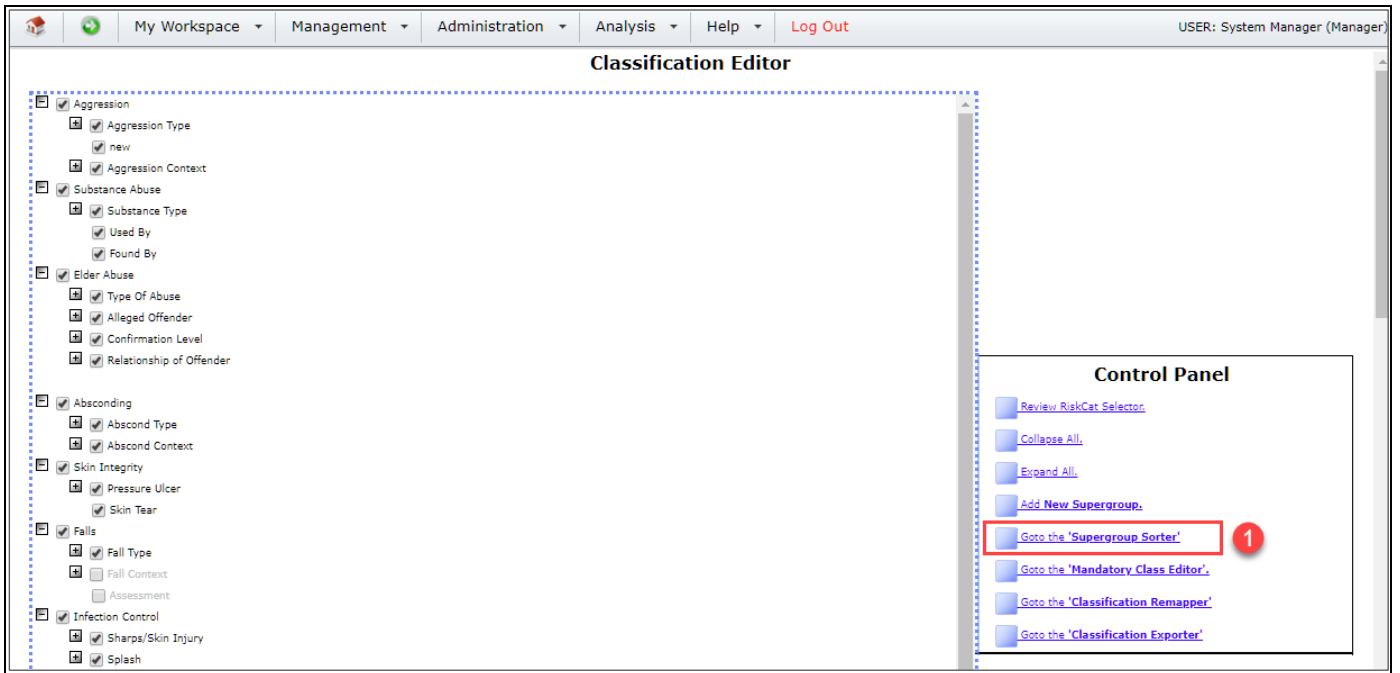 My Workspace Management Administration Analysis Help Log Out USER: System Manager (Manager)
Classification Editor
Aggression
Aggression Type
new
Aggression Context
Substance Abuse
Substance Type
Used By
Found By
Elder Abuse
Type Of Abuse
Alleged Offender
Confirmation Level
Relationship of Offender
Absconding
Abscond Type
Abscond Context
Skin Integrity
Pressure Ulcer
Skin Tear
Falls
Fall Type
Fall Context
Assessment
Infection Control
Sharps/Skin Injury
Splash
Control Panel
Review RiskCat Selector.
Collapse All.
Expand All.
Add New Supergroup.
Goto the 'Supergroup Sorter'
1
Goto the 'Mandatory Class Editor'.
Goto the 'Classification Remapper'
Goto the 'Classification Exporter'